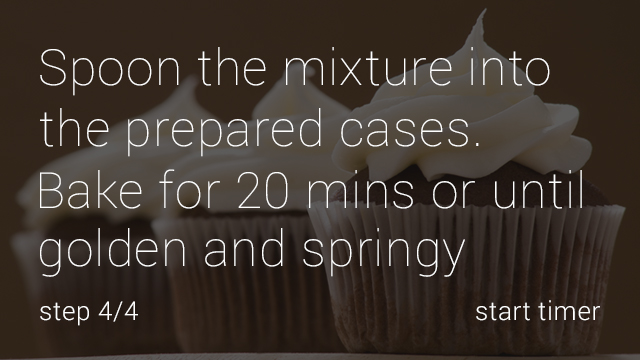 Spoon the mixture into
the prepared cases.
Bake for 20 mins or until
golden and springy
step 4/4
start timer